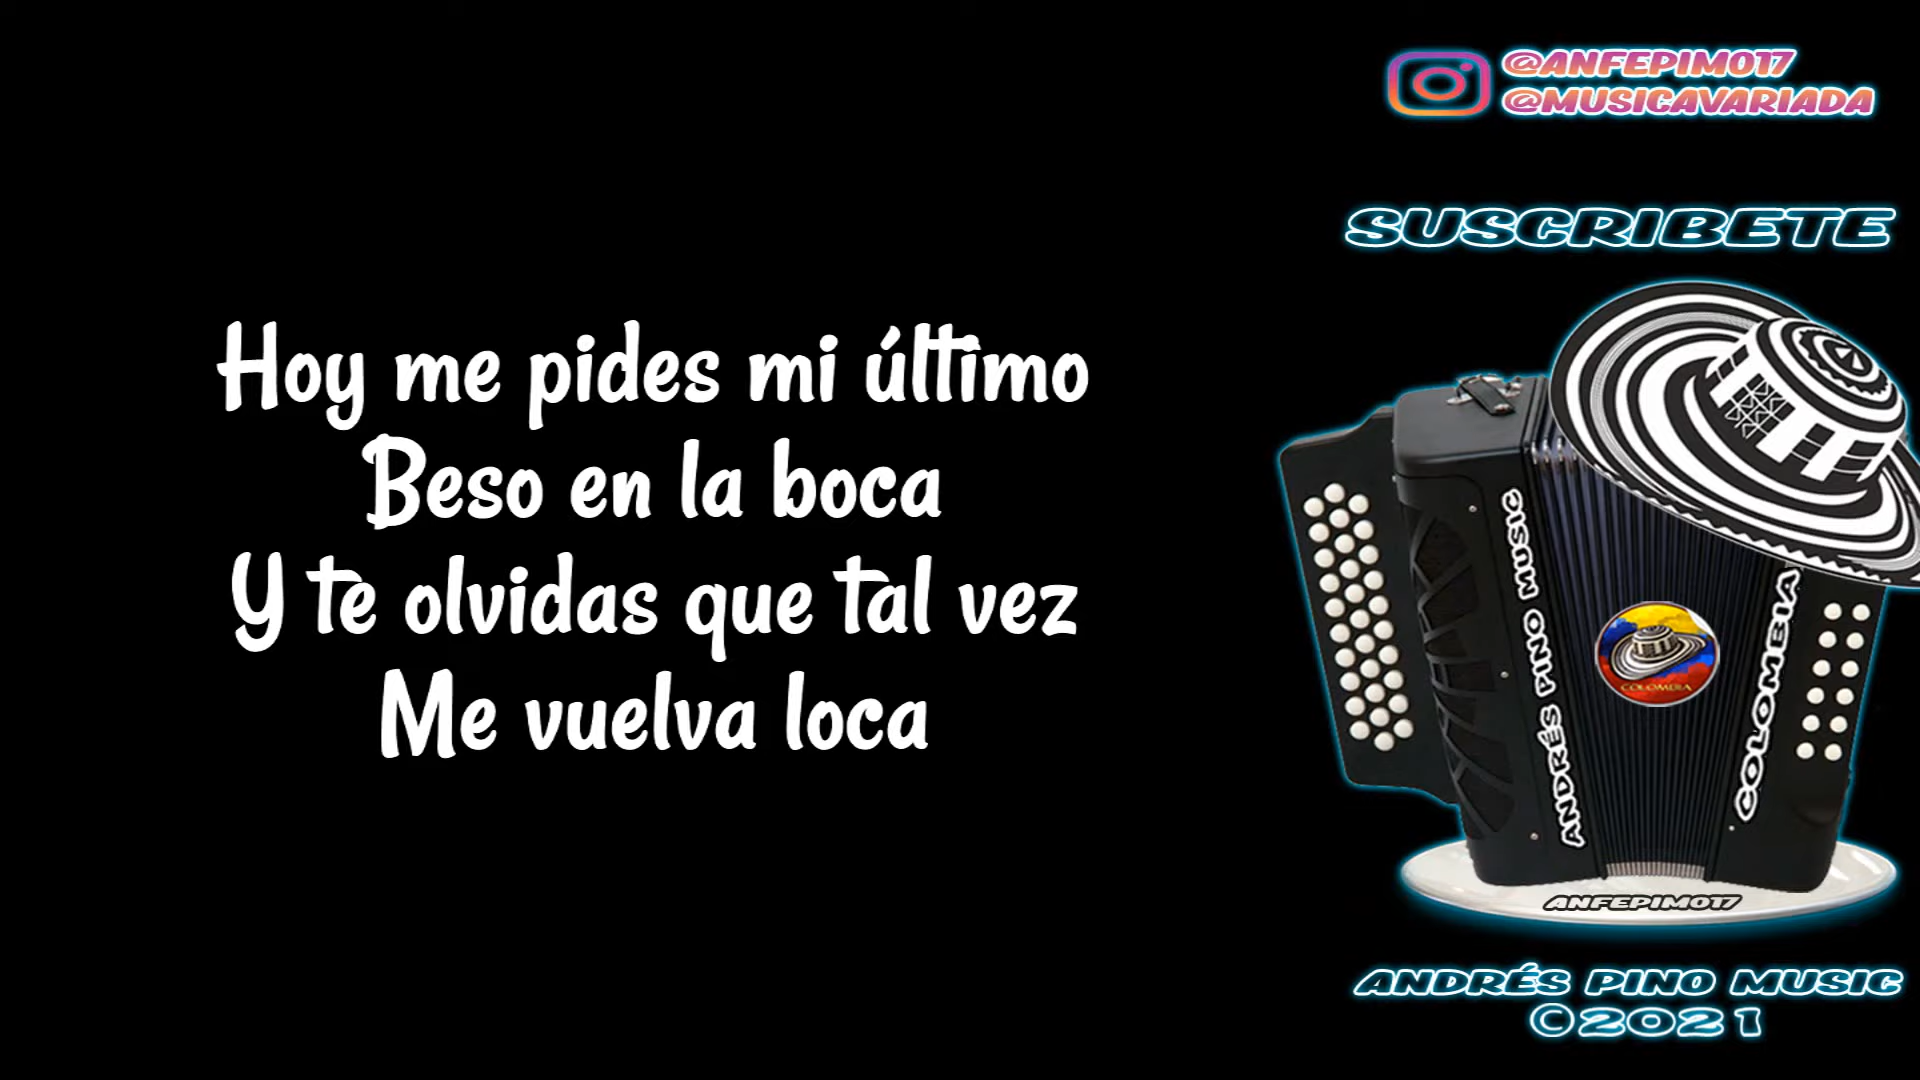 @ANFEPIMO17
@MUSICAVARIADA
SUSCRIBETE
Hoy me pides mi último
Beso en la boca
Y te olvidas que tal vez
Me vuelva loca
ANDRÉS PINO MUSIC
COLOMBIA
COLOMBIA
ANFEPIMO17
ANDRÉS PINO MUSIC
©2021